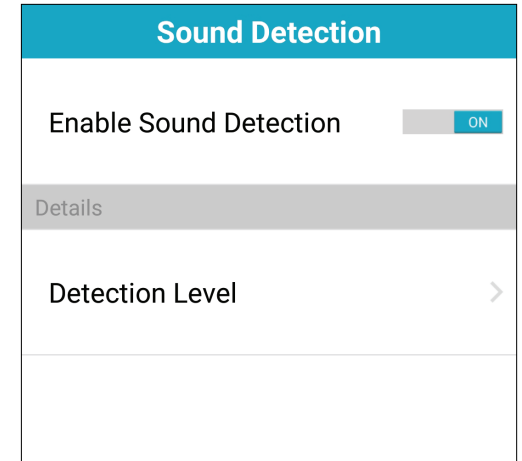 Sound Detection
Enable Sound Detection ON
Details
Detection Level